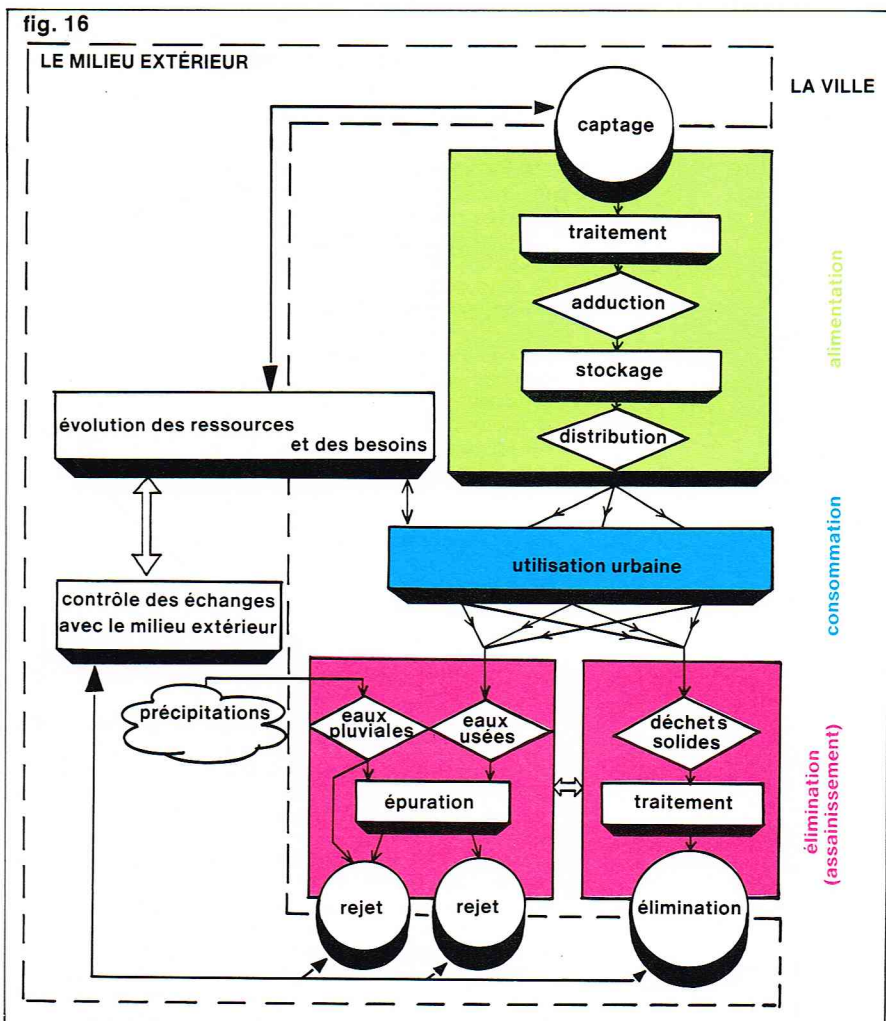 fig. 16
LE MILIEU EXTÉRIEUR
LA VILLE
captage
traitement
adduction
stockage
distribution
alimentation
évolution des ressources
et des besoins
utilisation urbaine
consommation
contrôle des échanges
avec le milieu extérieur
précipitations
eaux
pluviales
eaux
usées
déchets
solides
épuration
traitement
rejet
rejet
élimination
élimination
(assainissement)